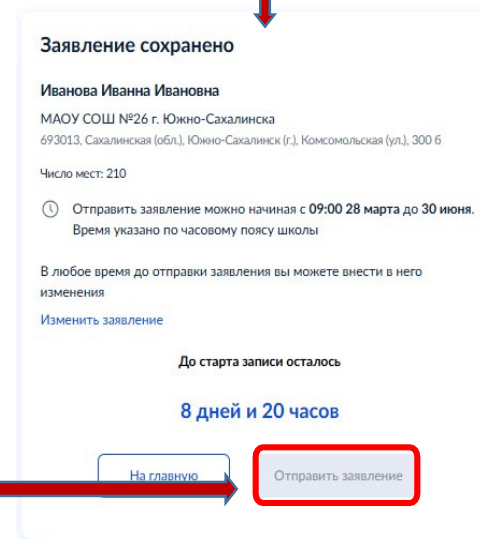 Заявление сохранено
Иванова Иванна Ивановна
МАОУ СОШ №26 г. Южно-Сахалинска
693013, Сахалинская (обл.), Южно-Сахалинск (г.), Комсомольская (ул.), 300 б
Число мест: 210
Отправить заявление можно начиная с 09:00 28 марта до 30 июня.
Время указано по часовому поясу школы
В любое время до отправки заявления вы можете внести в него
изменения
Изменить заявление
До старта записи осталось
8 дней и 20 часов
На главную
Отправить заявление